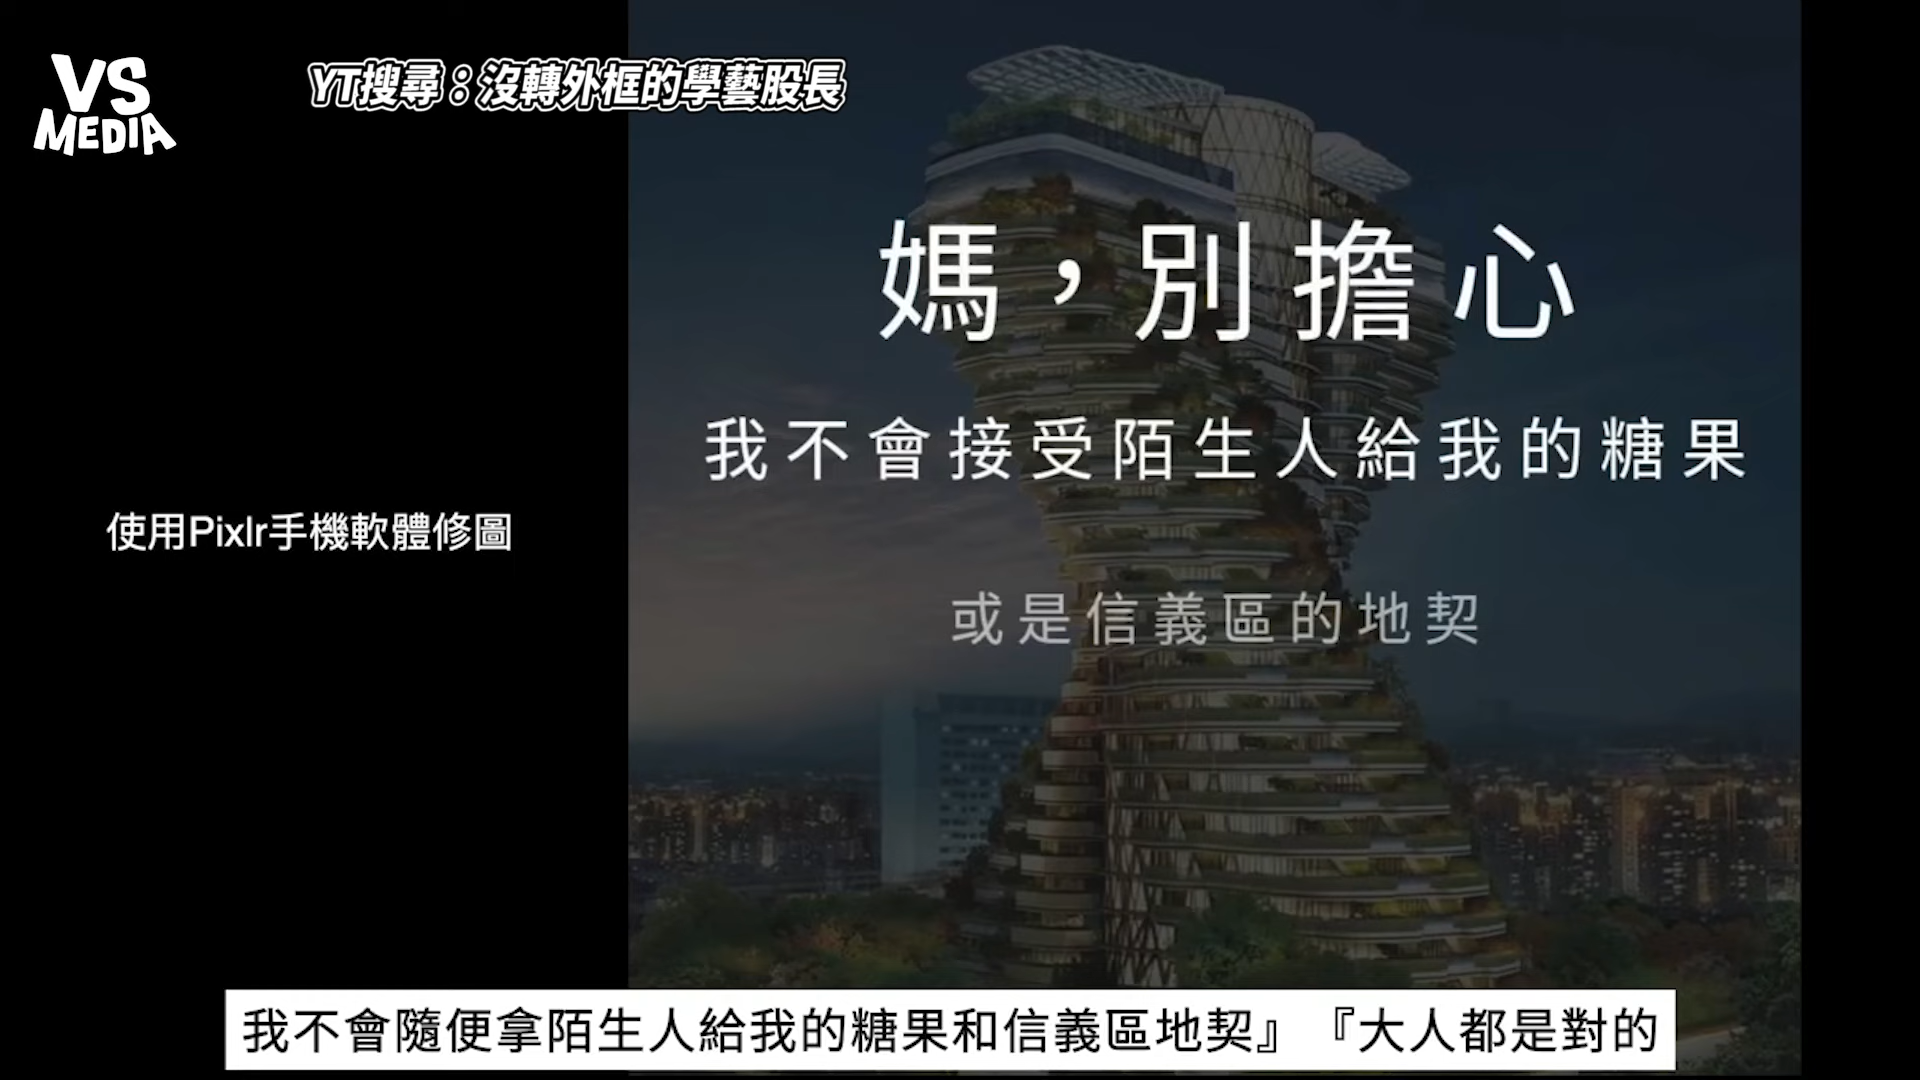 VS
MEDIA
YT搜尋：沒轉外框的學藝股長
媽，別擔心
我不會接受陌生人給我的糖果
使用Pixlr手機軟體修圖
或是信義區的地契
我不會隨便拿陌生人給我的糖果和信義區地契』『大人都是對的